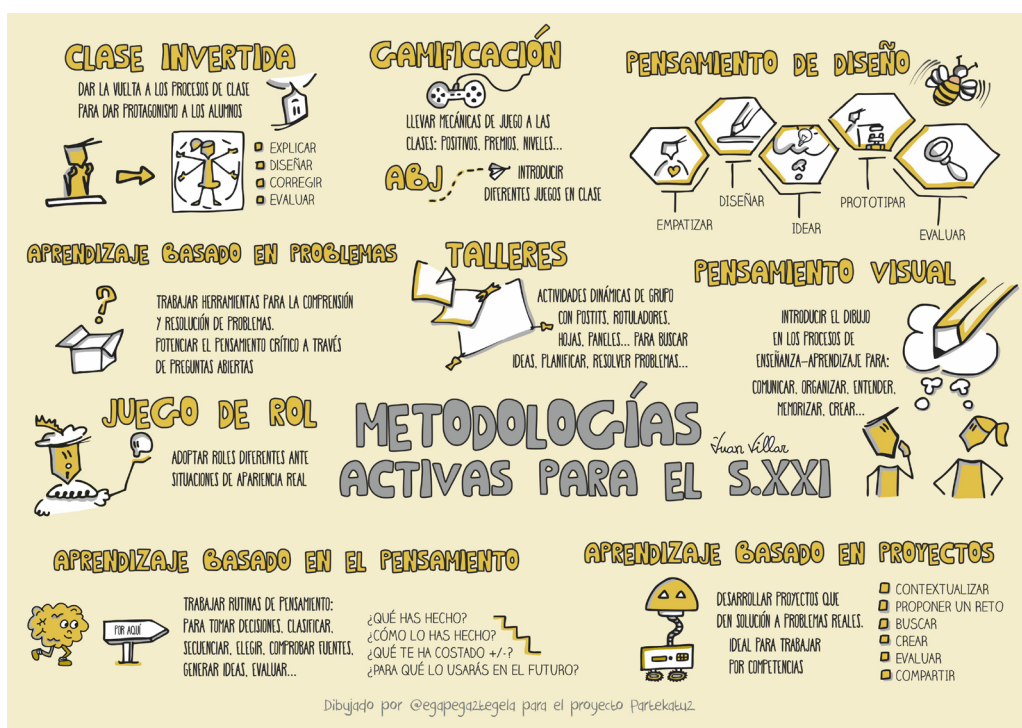 CLASE INVERTIDA
DAR LA VUELTA A LOS PROCESOS DE CLASE
PARA DAR PROTAGONISMO A LOS ALUMNOS
EXPLICAR
DISEÑAR
CORREGIR
EVALUAR
GAMIFICACIÓN
LLEVAR MECÁNICAS DE JUEGO A LAS
CLASES: POSITIVOS, PREMIOS, NIVELES...
ABJ
INTRODUCIR
DIFERENTES JUEGOS EN CLASE
PENSAMIENTO DE DISEÑO
EMPATIZAR
DISEÑAR
IDEAR
PROTOTIPAR
EVALUAR
APRENDIZAJE BASADO EN PROBLEMAS
TRABAJAR HERRAMIENTAS PARA LA COMPRENSIÓN
Y RESOLUCIÓN DE PROBLEMAS.
POTENCIAR EL PENSAMIENTO CRÍTICO A TRAVÉS
DE PREGUNTAS ABIERTAS
TALLERES
ACTIVIDADES DINÁMICAS DE GRUPO
CON POSTITS, ROTULADORES,
HOJAS, PANELES... PARA BUSCAR
IDEAS, PLANIFICAR, RESOLVER PROBLEMAS...
PENSAMIENTO VISUAL
INTRODUCIR EL DIBUJO
EN LOS PROCESOS DE
ENSEÑANZA-APRENDIZAJE PARA:
COMUNICAR, ORGANIZAR, ENTENDER,
MEMORIZAR, CREAR...
JUEGO DE ROL
ADOPTAR ROLES DIFERENTES ANTE
SITUACIONES DE APARIENCIA REAL
METODOLOGÍAS
ACTIVAS PARA EL S.XXI
Juan Villar
APRENDIZAJE BASADO EN EL PENSAMIENTO
POR AQUÍ
TRABAJAR RUTINAS DE PENSAMIENTO:
PARA TOMAR DECISIONES, CLASIFICAR,
SECUENCIAR, ELEGIR, COMPROBAR FUENTES,
GENERAR IDEAS, EVALUAR...
¿QUÉ HAS HECHO?
¿CÓMO LO HAS HECHO?
¿QUÉ TE HA COSTADO +/-?
¿PARA QUÉ LO USARÁS EN EL FUTURO?
APRENDIZAJE BASADO EN PROYECTOS
DESARROLLAR PROYECTOS QUE
DEN SOLUCIÓN A PROBLEMAS REALES.
IDEAL PARA TRABAJAR
POR COMPETENCIAS
CONTEXTUALIZAR
PROPONER UN RETO
BUSCAR
CREAR
EVALUAR
COMPARTIR
Dibujado por @egapegaztegela para el proyecto Partekatuz